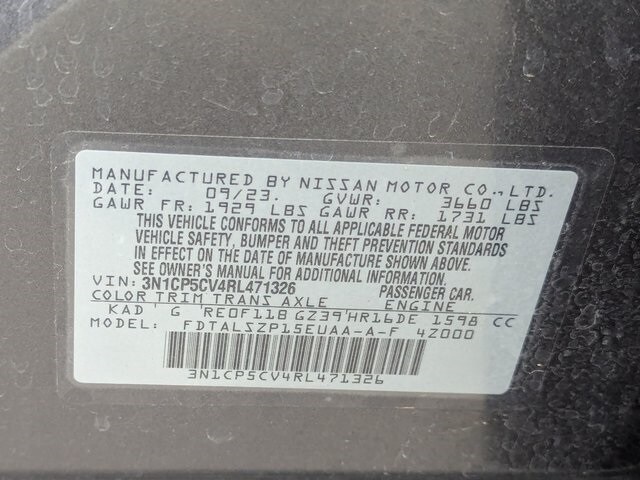 MANUFACTURED BY NISSAN MOTOR CO.,LTD.
DATE: 09/23. GVWR: 3660 LBS
GAWR FR: 1929 LBS GAWR RR: 1731 LBS
THIS VEHICLE CONFORMS TO ALL APPLICABLE FEDERAL MOTOR
VEHICLE SAFETY, BUMPER AND THEFT PREVENTION STANDARDS
IN EFFECT ON THE DATE OF MANUFACTURE SHOWN ABOVE.
SEE OWNER'S MANUAL FOR ADDITIONAL INFORMATION.
VIN: 3N1CP5CV4RL471326 PASSENGER CAR.
COLOR TRIM TRANS AXLE ENGINE
KAD G RE0F11B GZ39 HR16DE 1598 CC
MODEL: FDTALSZP15EUAA-A-F 4Z000
3N1CP5CV4RL471326